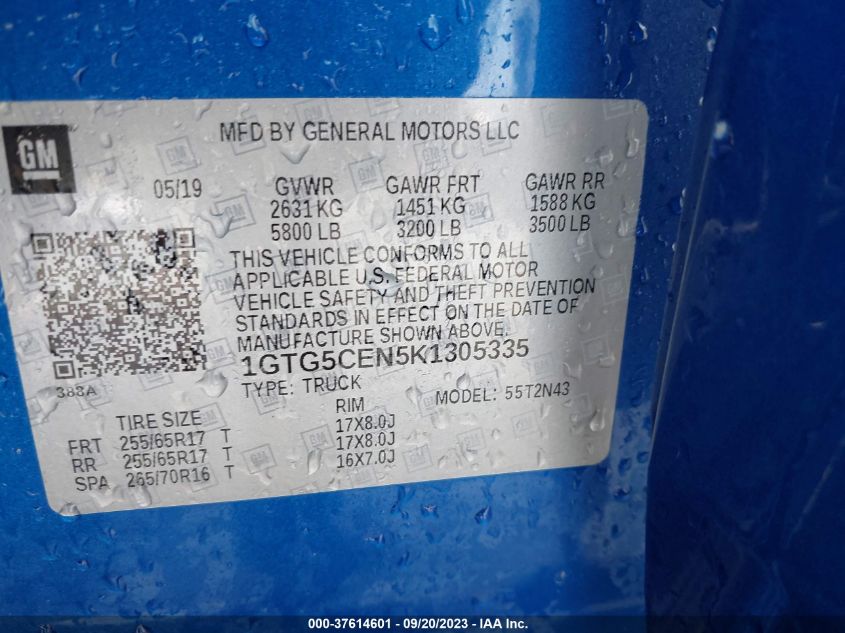 GM
MFD BY GENERAL MOTORS LLC
05/19 GVWR GAWR FRT GAWR RR
2631 KG 1451 KG 1588 KG
5800 LB 3200 LB 3500 LB
THIS VEHICLE CONFORMS TO ALL
APPLICABLE U.S. FEDERAL MOTOR
VEHICLE SAFETY AND THEFT PREVENTION
STANDARDS IN EFFECT ON THE DATE OF
MANUFACTURE SHOWN ABOVE.
1GTG5CEN5K1305335
383A
TYPE: TRUCK MODEL: 55T2N43
TIRE SIZE RIM
FRT 255/65R17 T 17X8.0J
RR 255/65R17 T 17X8.0J
SPA 265/70R16 T 16X7.0J
000-37614601 - 09/20/2023 - IAA Inc.